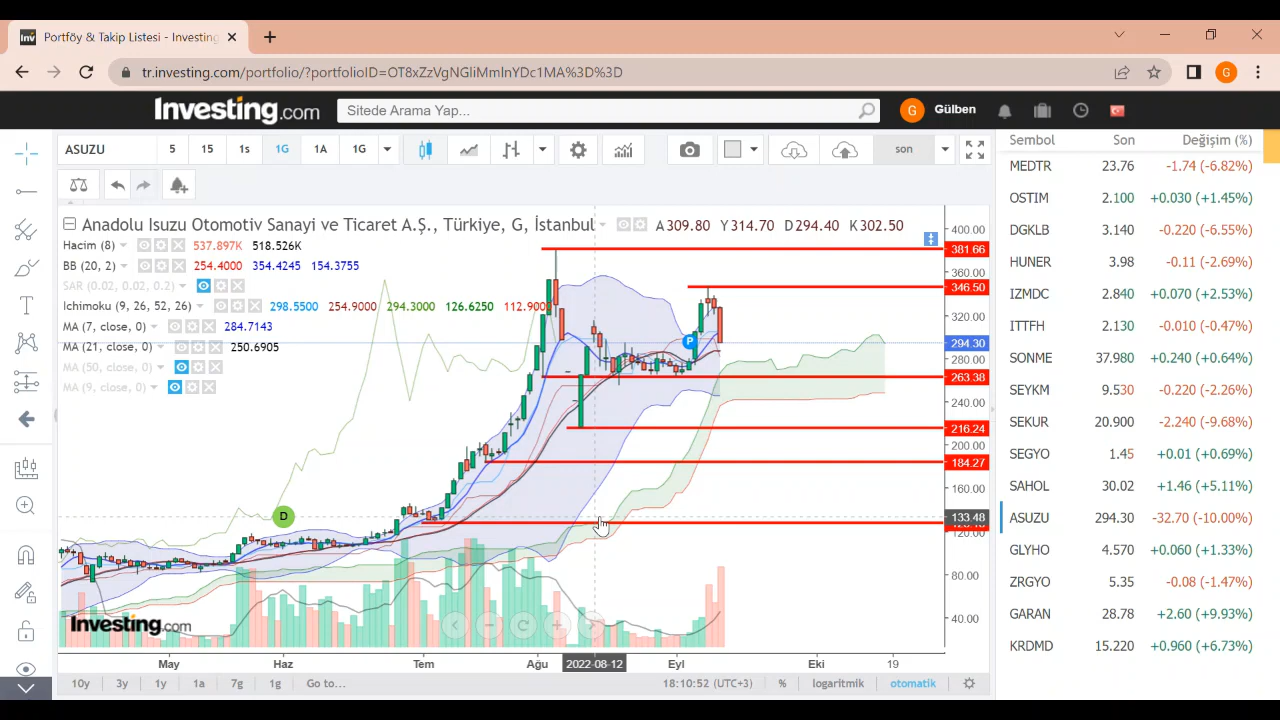 Portföy & Takip Listesi - Investing
tr.investing.com/portfolio/?portfolioID=OT8xZzVgNGliMmlnYDc1MA%3D%3D
G
Investing.com
Sitede Arama Yap...
G
Gülben
ASUZU
5
15
1s
1G
1A
1G
son
Anadolu Isuzu Otomotiv Sanayi ve Ticaret A.Ş., Türkiye, G, İstanbul
A309.80 Y314.70 D294.40 K302.50
Hacim (8) 537.897K 518.526K
BB (20, 2) 254.4000 354.4245 154.3755
SAR (0.02, 0.02, 0.2)
Ichimoku (9, 26, 52, 26) 298.5500 254.9000 294.3000 126.6250 112.9000
MA (7, close, 0) 284.7143
MA (21, close, 0) 250.6905
MA (50, close, 0)
MA (9, close, 0)
P
D
400.00
381.66
360.00
346.50
320.00
294.30
280.00
263.38
240.00
216.24
200.00
184.27
160.00
133.48
120.00
80.00
40.00
Investing.com
May
Haz
Tem
Ağu
2022-08-12
Eyl
Eki
19
10y
3y
1y
1a
7g
1g
Go to...
18:10:52 (UTC+3)
%
logaritmik
otomatik
Sembol Son Değişim (%)
MEDTR 23.76 -1.74 (-6.82%)
OSTIM 2.100 +0.030 (+1.45%)
DGKLB 3.140 -0.220 (-6.55%)
HUNER 3.98 -0.11 (-2.69%)
IZMDC 2.840 +0.070 (+2.53%)
ITTFH 2.130 -0.010 (-0.47%)
SONME 37.980 +0.240 (+0.64%)
SEYKM 9.530 -0.220 (-2.26%)
SEKUR 20.900 -2.240 (-9.68%)
SEGYO 1.45 +0.01 (+0.69%)
SAHOL 30.02 +1.46 (+5.11%)
ASUZU 294.30 -32.70 (-10.00%)
GLYHO 4.570 +0.060 (+1.33%)
ZRGYO 5.35 -0.08 (-1.47%)
GARAN 28.78 +2.60 (+9.93%)
KRDMD 15.220 +0.960 (+6.73%)